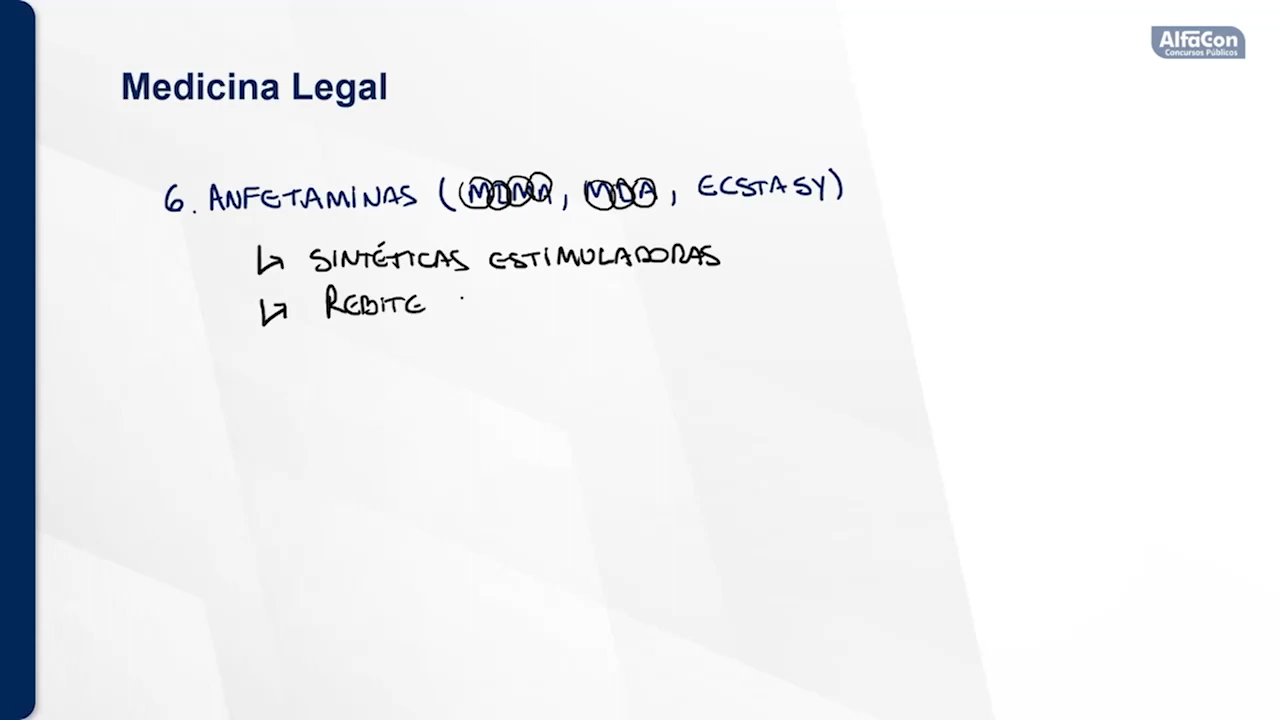 AlfaCon
Concursos Públicos
Medicina Legal
6. ANFETAMINAS (MDMA, MDA, ECSTASY)
↳ SINTÉTICAS ESTIMULADORAS
↳ REBITE